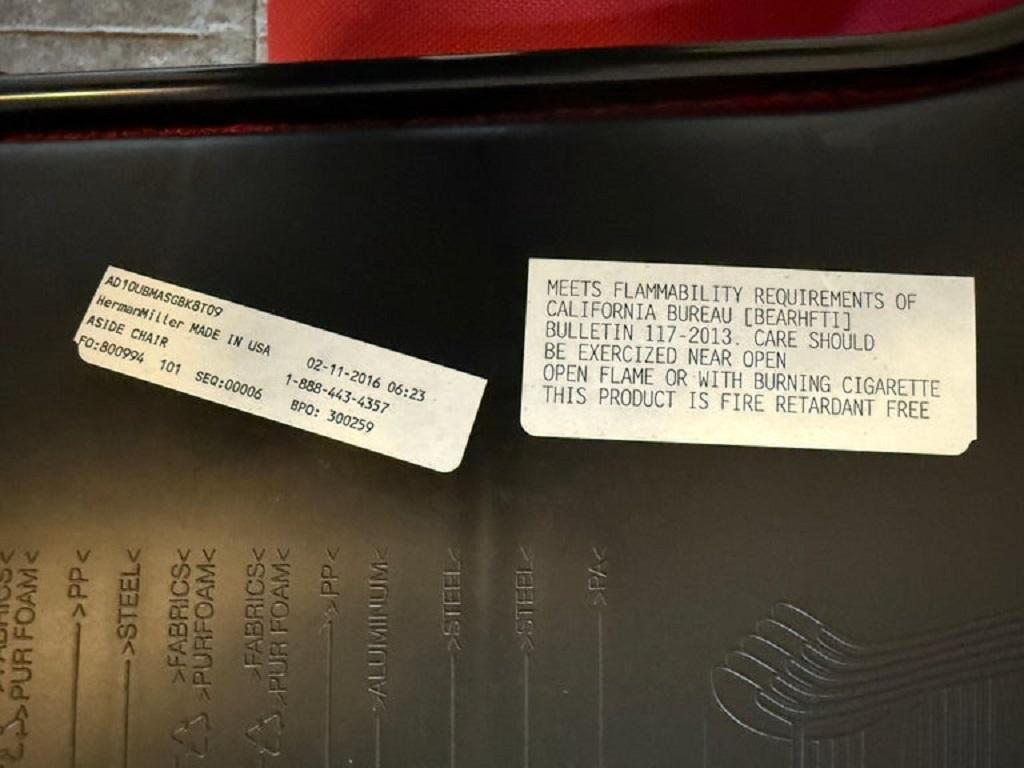 AD10UBMASGBKBT09
HermanMiller MADE IN USA 02-11-2016 06:23
ASIDE CHAIR 1-888-443-4357
FO:800994 101 SEQ:00006 BPO: 300259
MEETS FLAMMABILITY REQUIREMENTS OF
CALIFORNIA BUREAU [BEARHFTI]
BULLETIN 117-2013. CARE SHOULD
BE EXERCIZED NEAR OPEN
OPEN FLAME OR WITH BURNING CIGARETTE
THIS PRODUCT IS FIRE RETARDANT FREE
>PUR FOAM<
>PP<
>STEEL<
>FABRICS<
>PURFOAM<
>FABRICS<
>PUR FOAM<
>PP<
>ALUMINUM<
>STEEL<
>STEEL<
>PA<